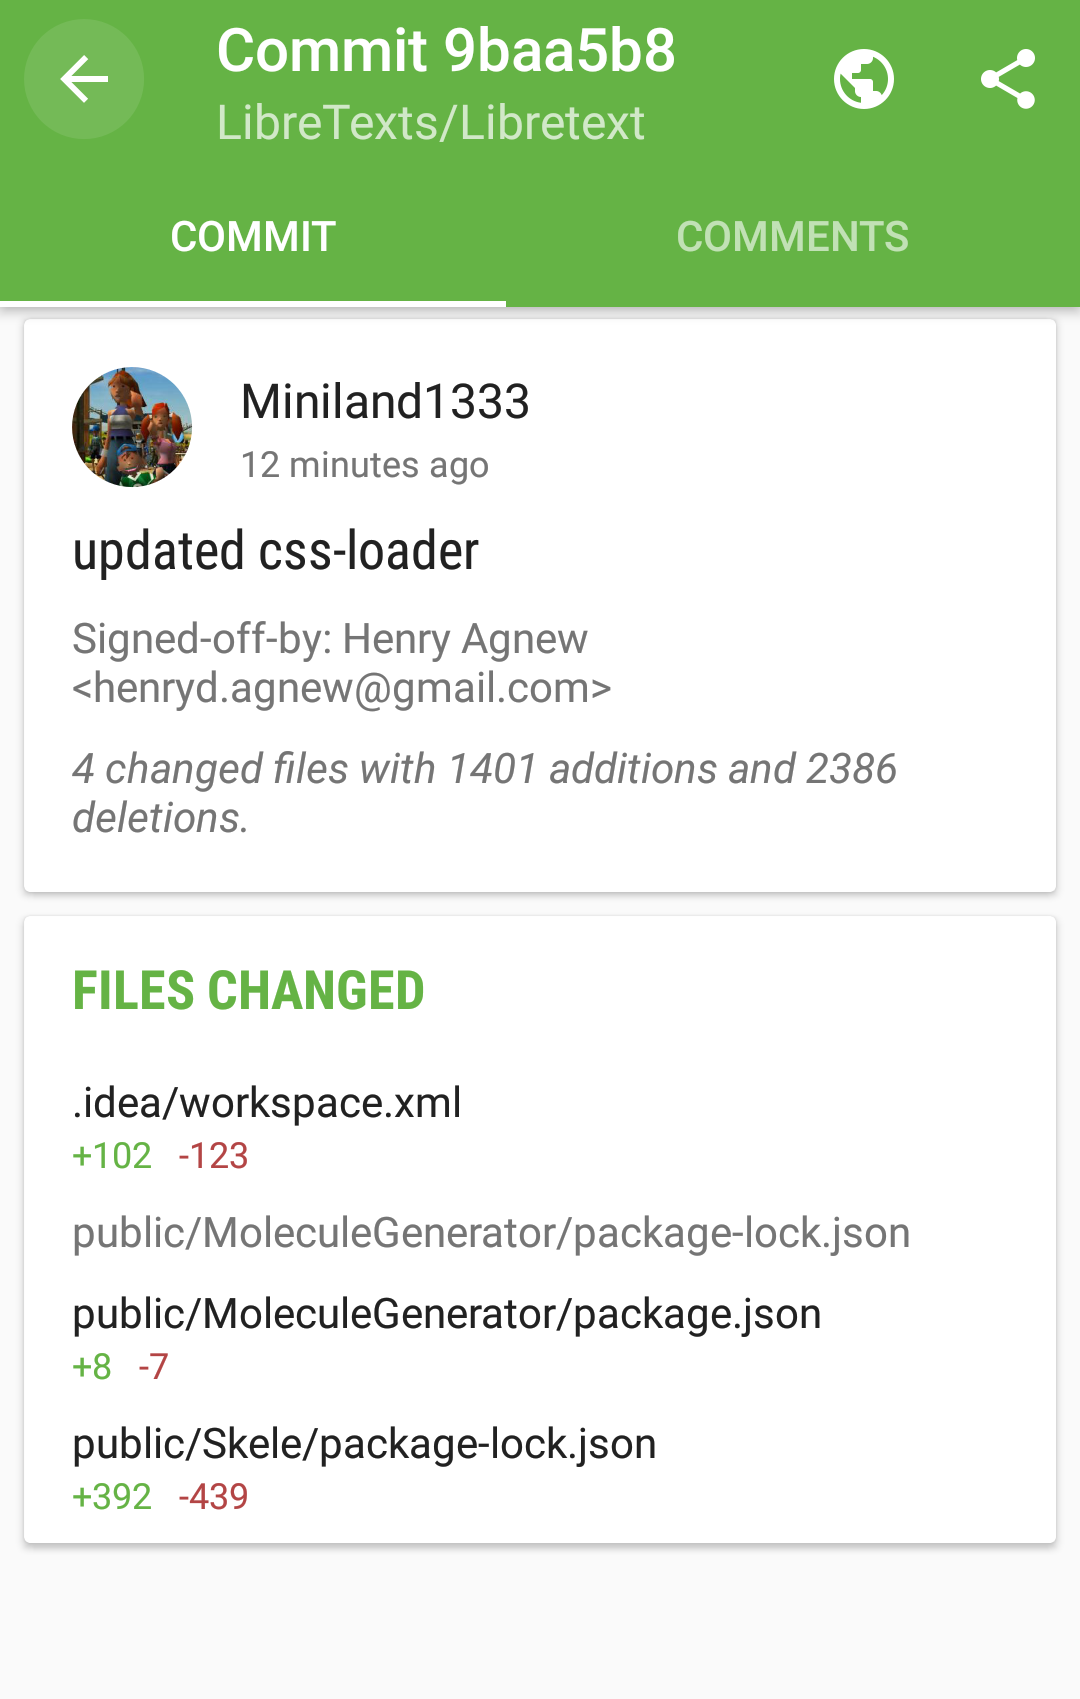 Commit 9baa5b8
LibreTexts/Libretext
COMMIT
COMMENTS
Miniland1333
12 minutes ago
updated css-loader
Signed-off-by: Henry Agnew
<henryd.agnew@gmail.com>
4 changed files with 1401 additions and 2386
deletions.
FILES CHANGED
.idea/workspace.xml
+102 -123
public/MoleculeGenerator/package-lock.json
public/MoleculeGenerator/package.json
+8 -7
public/Skele/package-lock.json
+392 -439